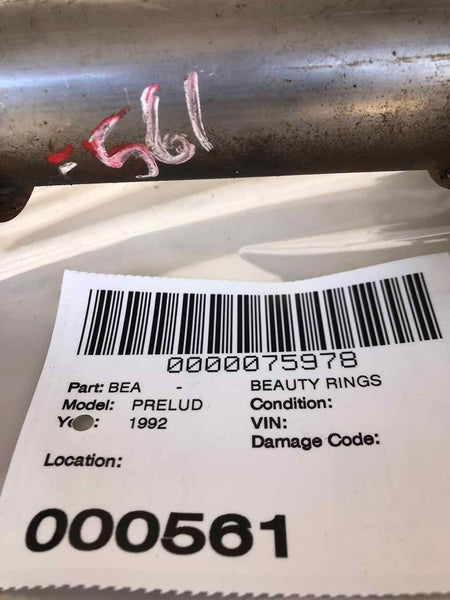 561
0000075978
Part: BEA - BEAUTY RINGS
Model: PRELUD Condition:
1992 VIN:
Damage Code:
Location:
000561